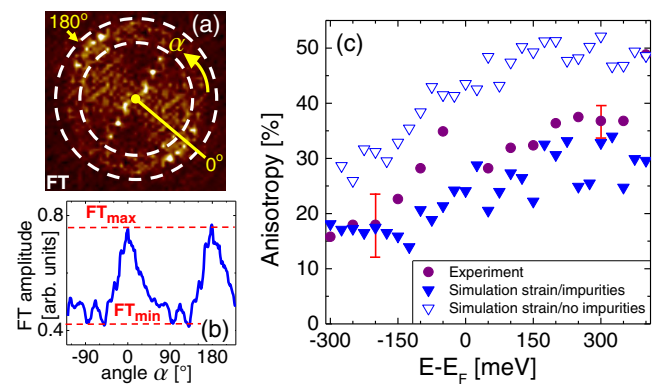 (a)
180°
α
0°
FT
0.8
FTmax
FT amplitude
[arb. units]
FTmin
0.4
(b)
-90
0
90
180
angle α [°]
(c)
50
40
30
20
10
0
Anisotropy [%]
Experiment
Simulation strain/impurities
Simulation strain/no impurities
-300
-150
0
150
300
E-EF [meV]